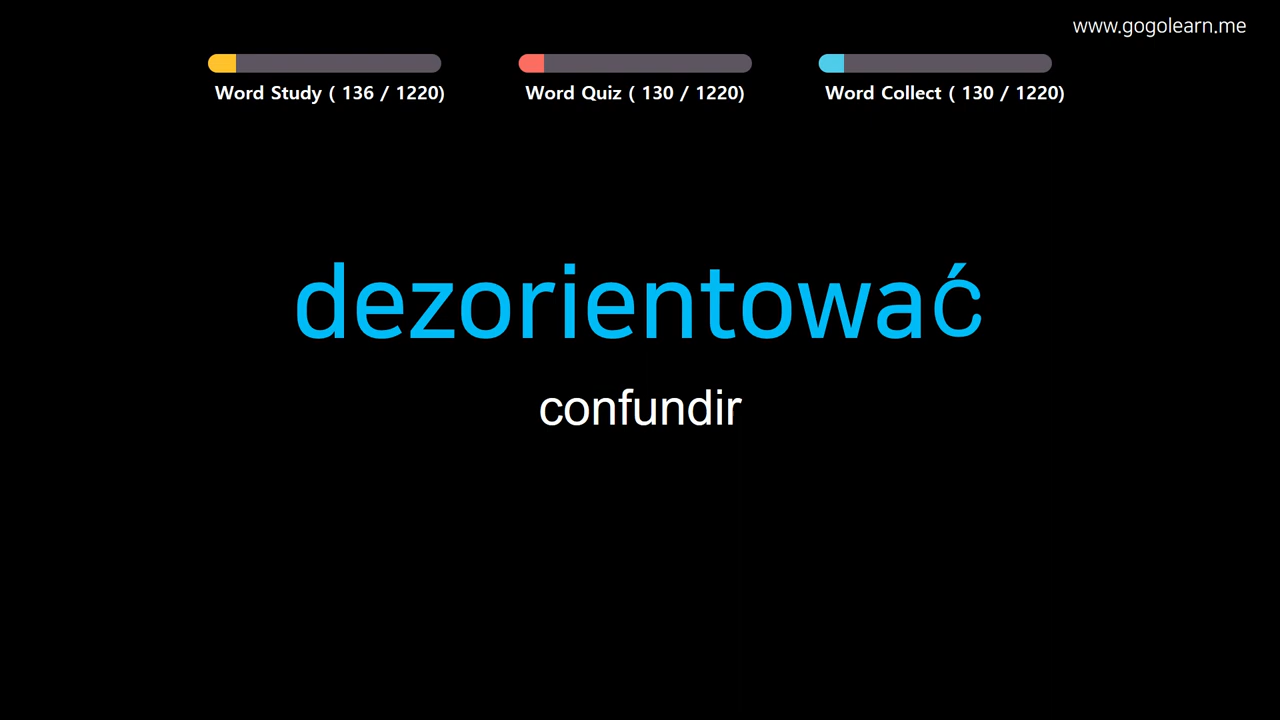 www.gogolearn.me
Word Study ( 136 / 1220)
Word Quiz ( 130 / 1220)
Word Collect ( 130 / 1220)
dezorientować
confundir